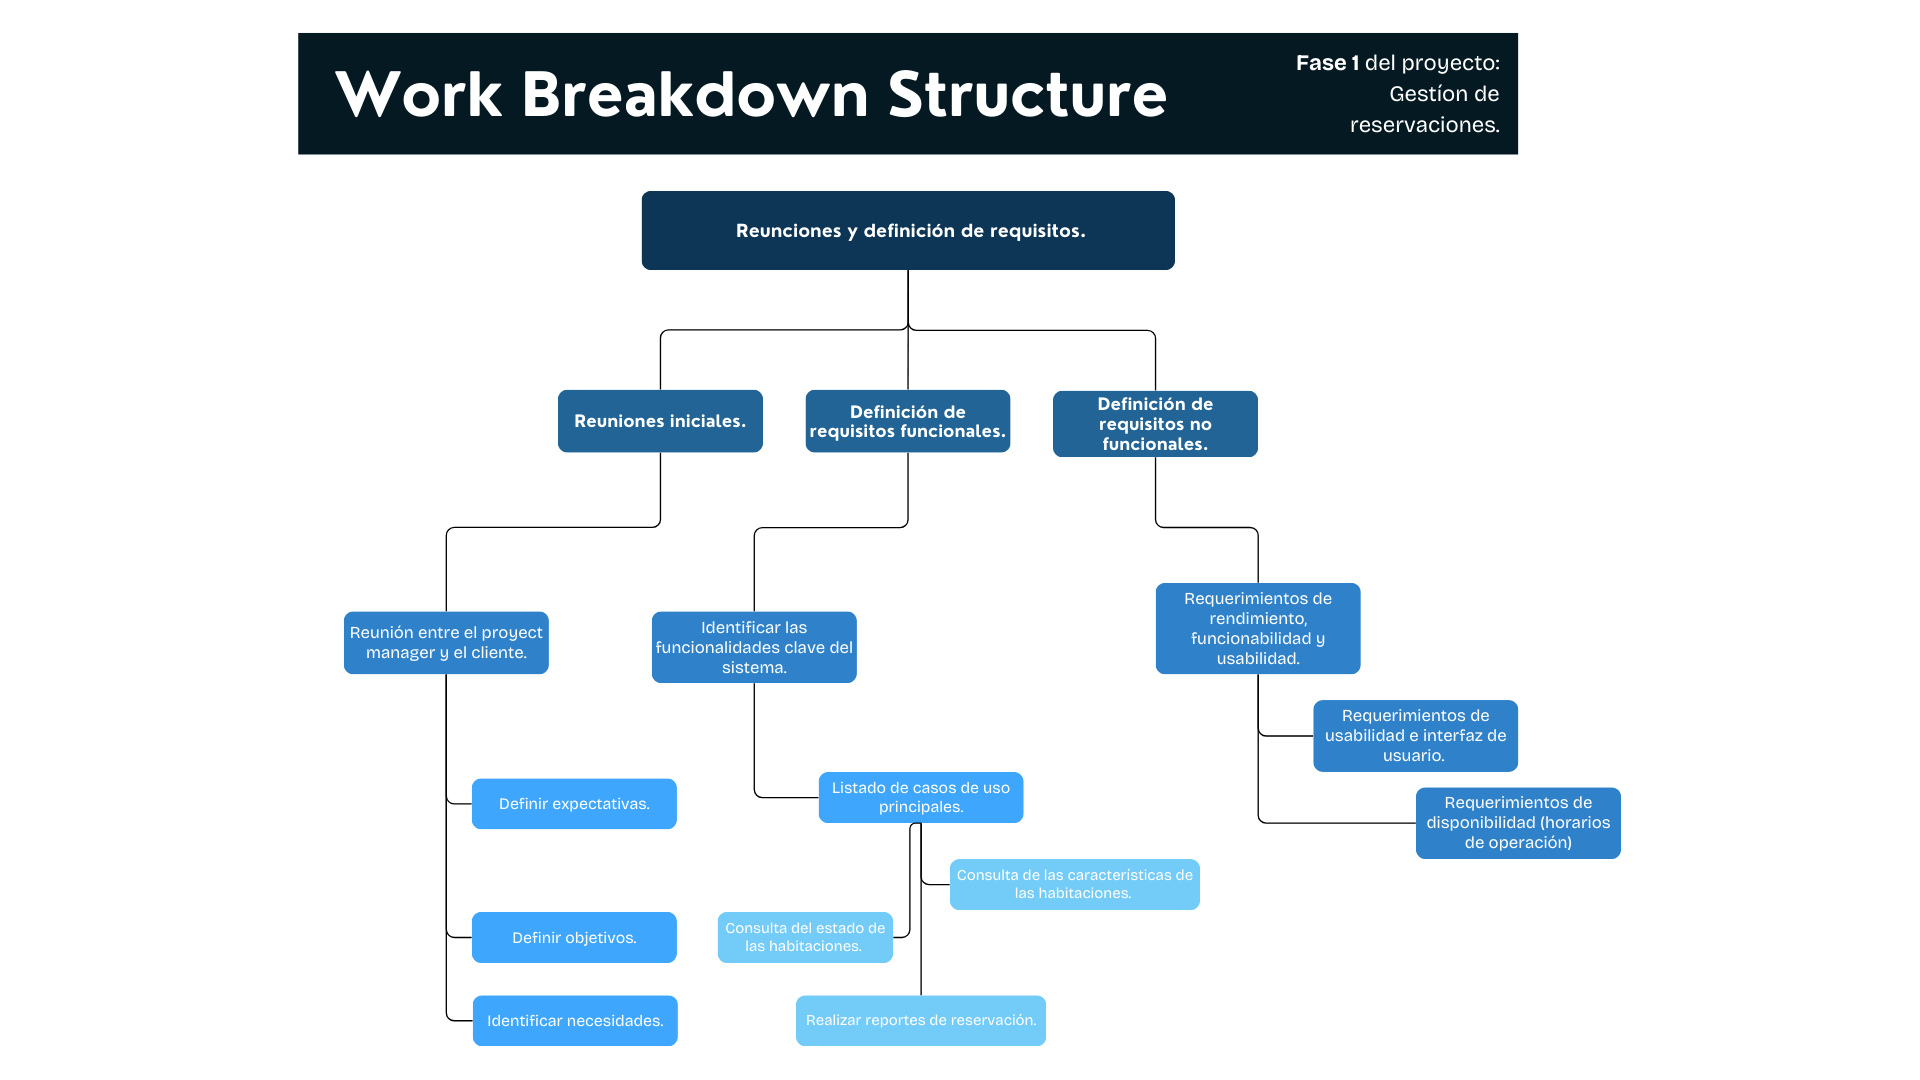 Work Breakdown Structure
Fase 1 del proyecto:
Gestíon de
reservaciones.
Reunciones y definición de requisitos.
Reuniones iniciales.
Definición de
requisitos funcionales.
Definición de
requisitos no
funcionales.
Reunión entre el proyect
manager y el cliente.
Identificar las
funcionalidades clave del
sistema.
Requerimientos de
rendimiento,
funcionabilidad y
usabilidad.
Requerimientos de
usabilidad e interfaz de
usuario.
Definir expectativas.
Listado de casos de uso
principales.
Requerimientos de
disponibilidad (horarios
de operación)
Consulta de las características de
las habitaciones.
Definir objetivos.
Consulta del estado de
las habitaciones.
Identificar necesidades.
Realizar reportes de reservación.